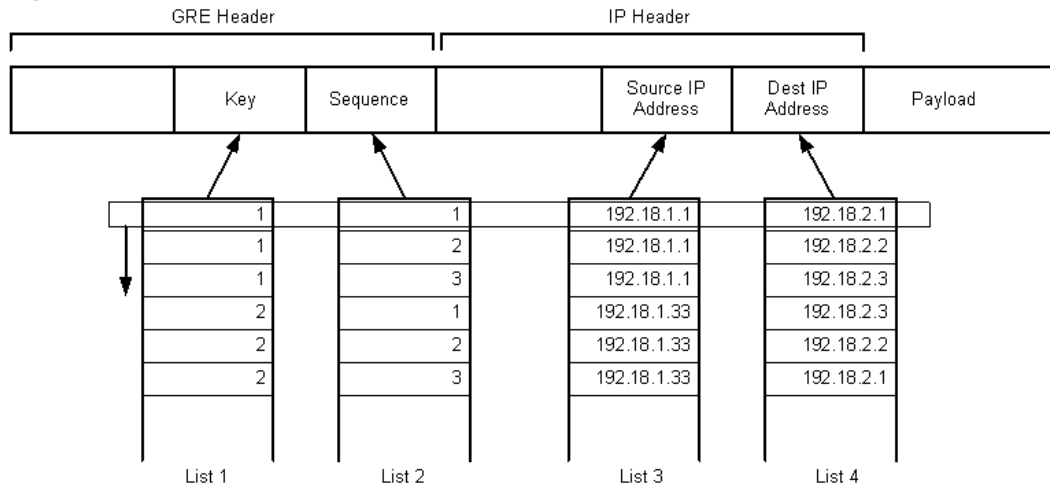 GRE Header IP Header
Key Sequence Source IP Address Dest IP Address Payload
1 1 192.18.1.1 192.18.2.1
1 2 192.18.1.1 192.18.2.2
1 3 192.18.1.1 192.18.2.3
2 1 192.18.1.33 192.18.2.3
2 2 192.18.1.33 192.18.2.2
2 3 192.18.1.33 192.18.2.1
List 1 List 2 List 3 List 4